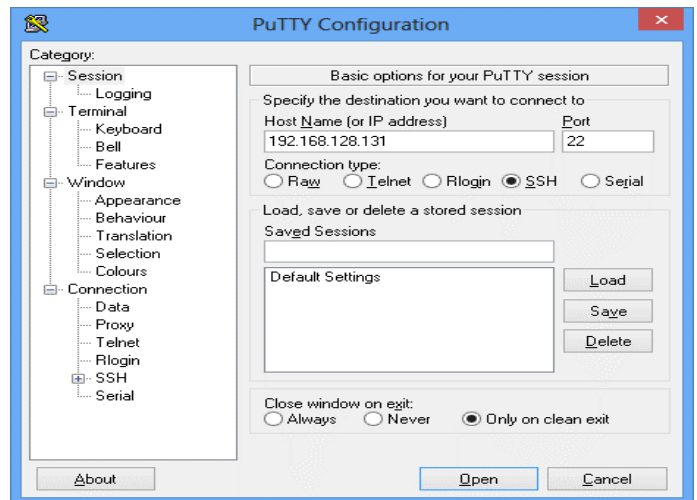 PuTTY Configuration
Category:
Session
Logging
Terminal
Keyboard
Bell
Features
Window
Appearance
Behaviour
Translation
Selection
Colours
Connection
Data
Proxy
Telnet
Rlogin
SSH
Serial
Basic options for your PuTTY session
Specify the destination you want to connect to
Host Name (or IP address) Port
192.168.128.131 22
Connection type:
Raw Telnet Rlogin SSH Serial
Load, save or delete a stored session
Saved Sessions
Default Settings
Load
Save
Delete
Close window on exit:
Always Never Only on clean exit
About Open Cancel